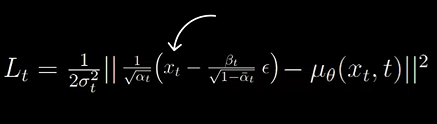 L_t = \frac{1}{2\sigma_t^2} || \frac{1}{\sqrt{\alpha_t}} ( x_t - \frac{\beta_t}{\sqrt{1-\bar{\alpha}_t}} \epsilon ) - \mu_\theta(x_t, t) ||^2